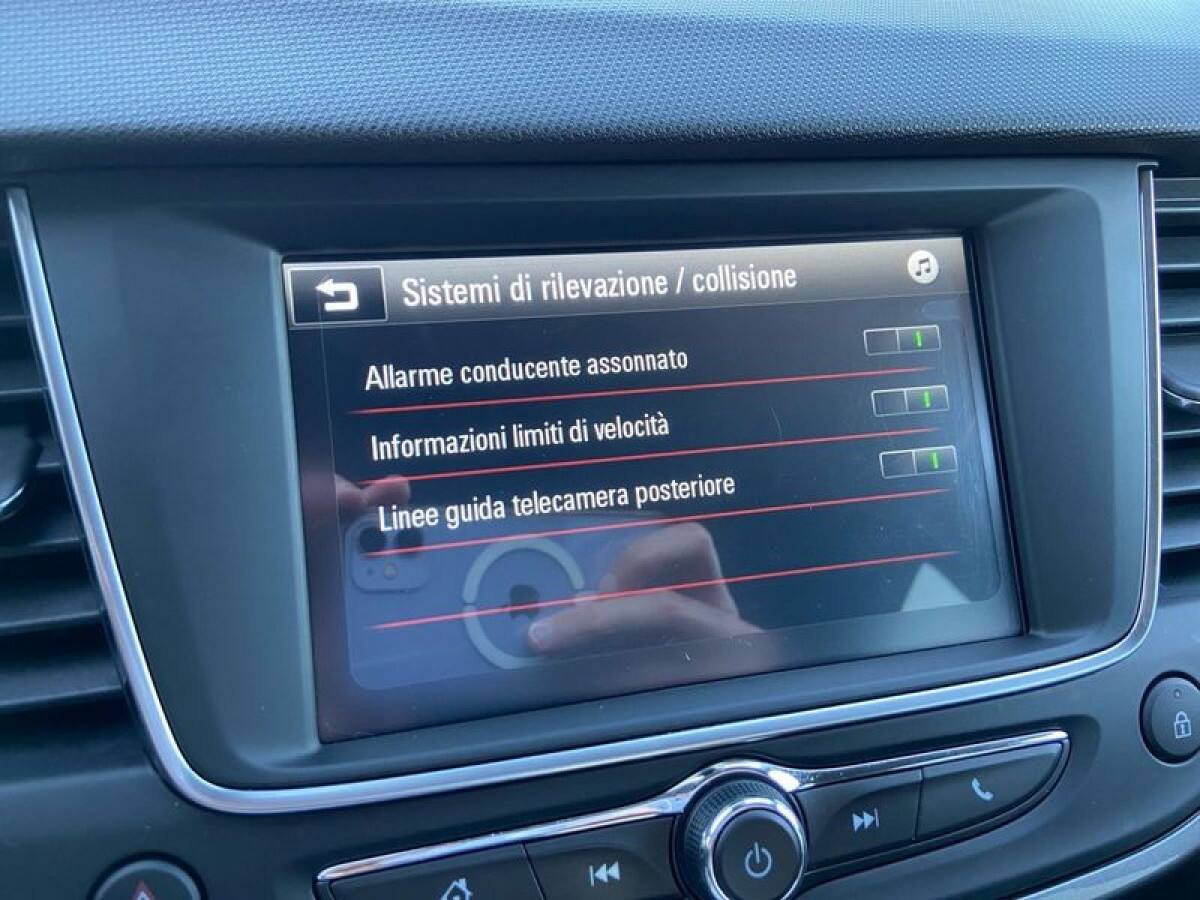 Sistemi di rilevazione / collisione
Allarme conducente assonnato
Informazioni limiti di velocità
Linee guida telecamera posteriore